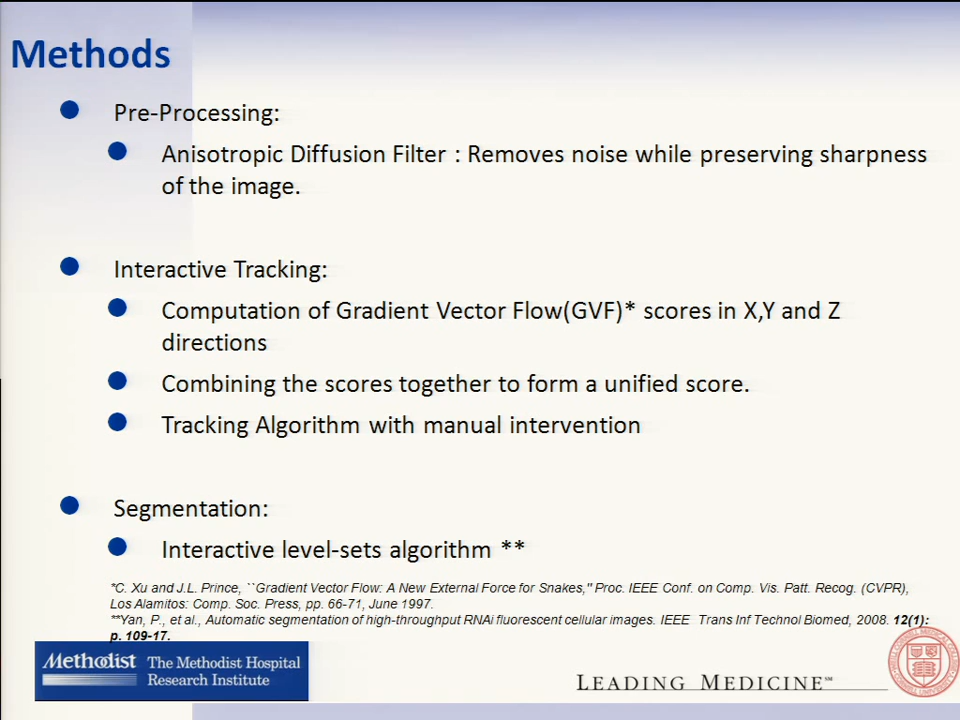 Methods
Pre-Processing:
Anisotropic Diffusion Filter : Removes noise while preserving sharpness
of the image.
Interactive Tracking:
Computation of Gradient Vector Flow(GVF)* scores in X,Y and Z
directions
Combining the scores together to form a unified score.
Tracking Algorithm with manual intervention
Segmentation:
Interactive level-sets algorithm **
*C. Xu and J.L. Prince, ``Gradient Vector Flow: A New External Force for Snakes,'' Proc. IEEE Conf. on Comp. Vis. Patt. Recog. (CVPR),
Los Alamitos: Comp. Soc. Press, pp. 66-71, June 1997.
**Yan, P., et al., Automatic segmentation of high-throughput RNAi fluorescent cellular images. IEEE Trans Inf Technol Biomed, 2008. 12(1):
p. 109-17.
Methodist The Methodist Hospital
Research Institute
LEADING MEDICINE℠